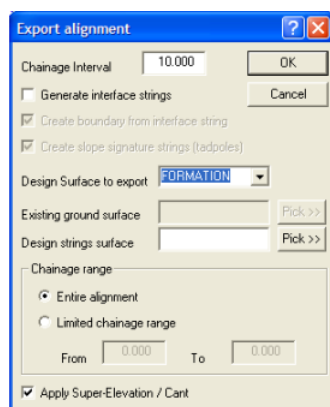 Export alignment
Chainage Interval 10.000 OK
Generate interface strings Cancel
Create boundary from interface string
Create slope signature strings (tadpoles)
Design Surface to export FORMATION
Existing ground surface Pick >>
Design strings surface Pick >>
Chainage range
Entire alignment
Limited chainage range
From 0.000 To 0.000
Apply Super-Elevation / Cant